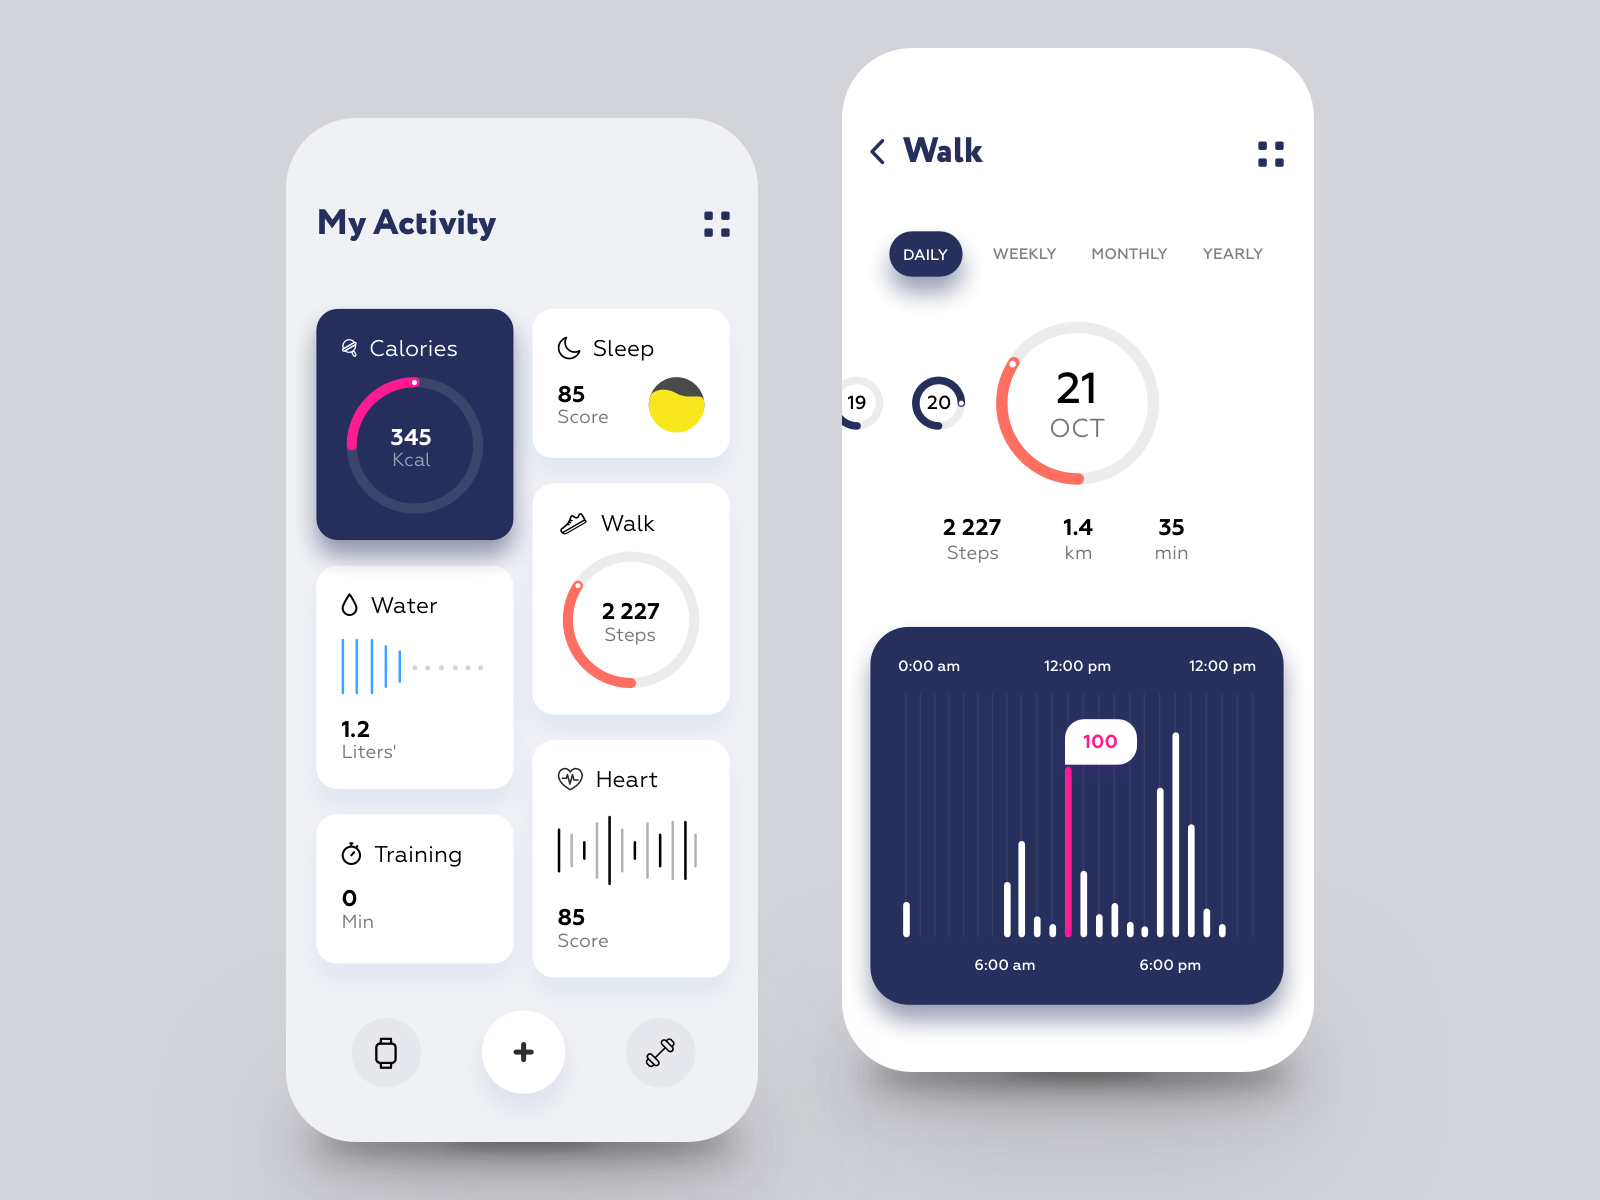 My Activity
Calories
345
Kcal
Sleep
85
Score
Walk
2 227
Steps
Water
1.2
Liters'
Heart
85
Score
Training
0
Min
Walk
DAILY WEEKLY MONTHLY YEARLY
19
20
21
OCT
2 227 1.4 35
Steps km min
0:00 am 12:00 pm 12:00 pm
100
6:00 am 6:00 pm